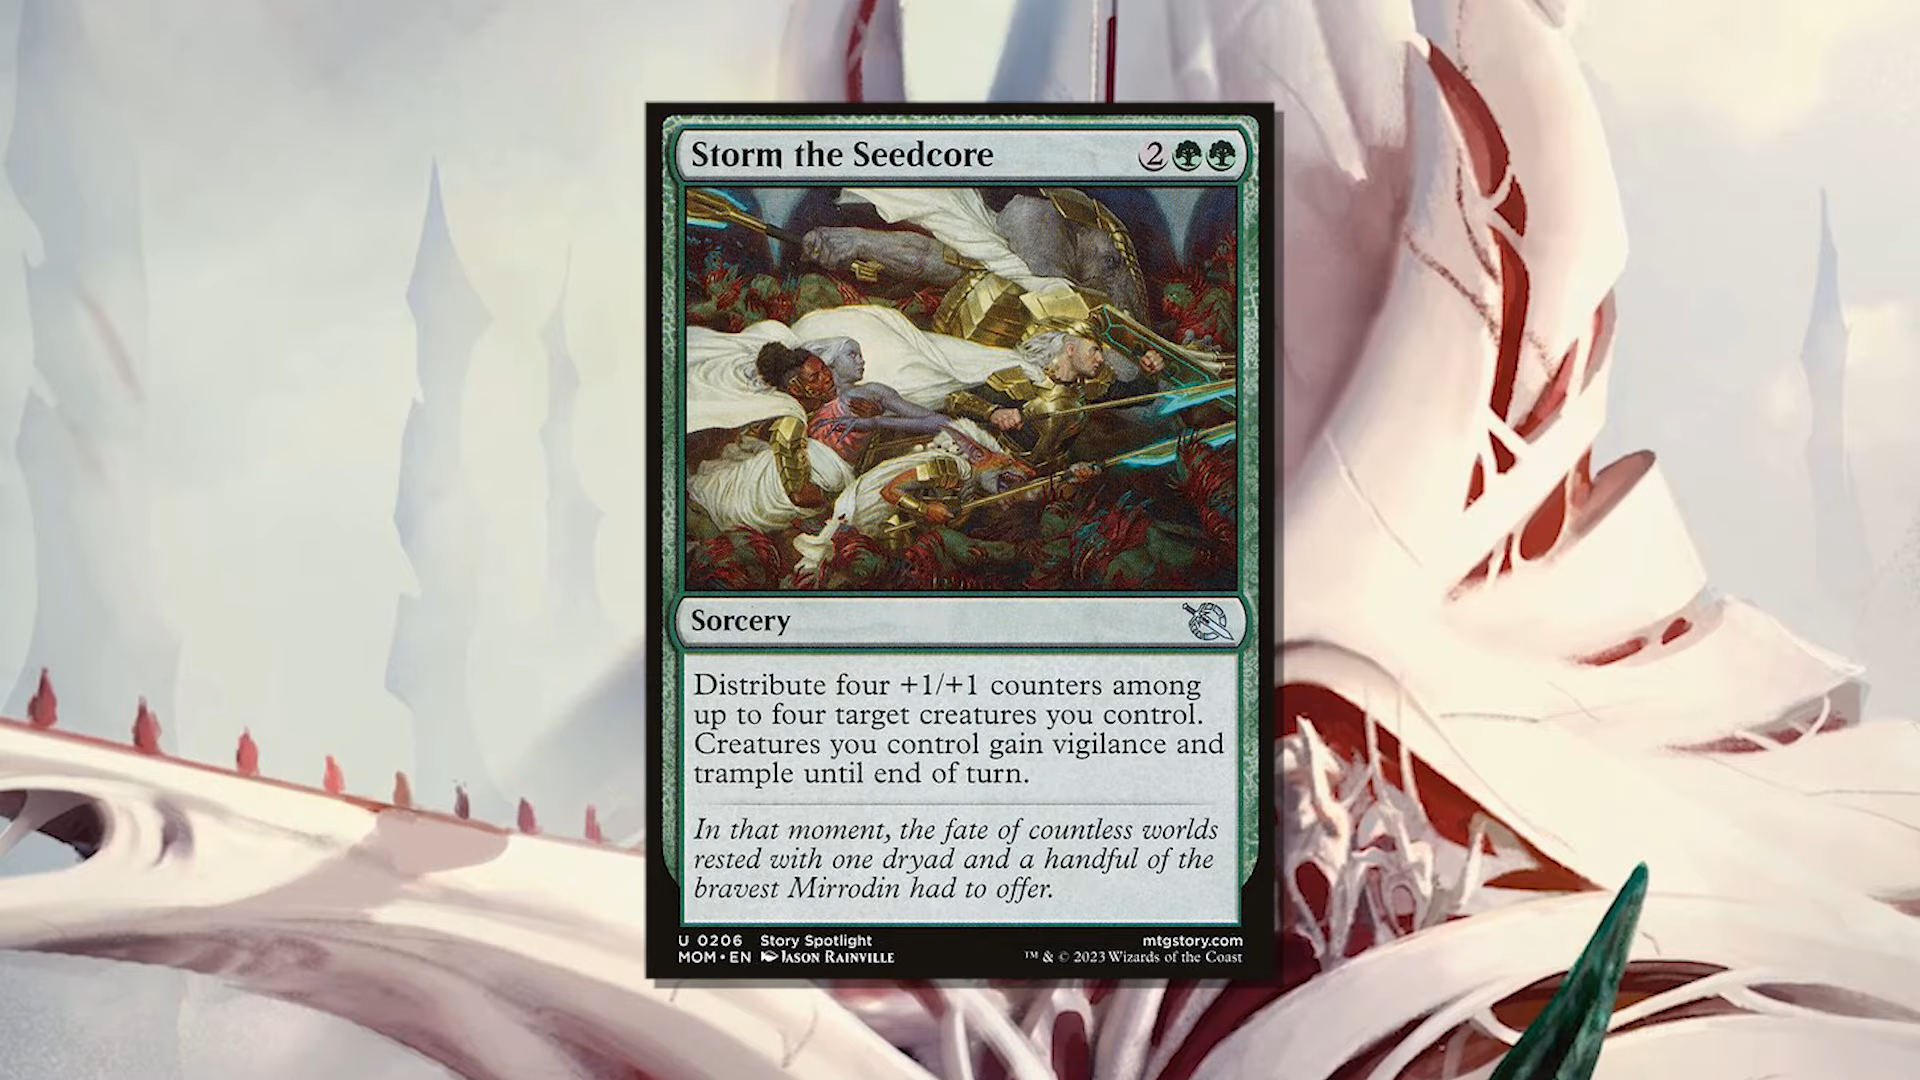 Storm the Seedcore 2
Sorcery
Distribute four +1/+1 counters among
up to four target creatures you control.
Creatures you control gain vigilance and
trample until end of turn.
In that moment, the fate of countless worlds
rested with one dryad and a handful of the
bravest Mirrodin had to offer.
U 0206 Story Spotlight mtgstory.com
MOM • EN Jason Rainville ™ & © 2023 Wizards of the Coast